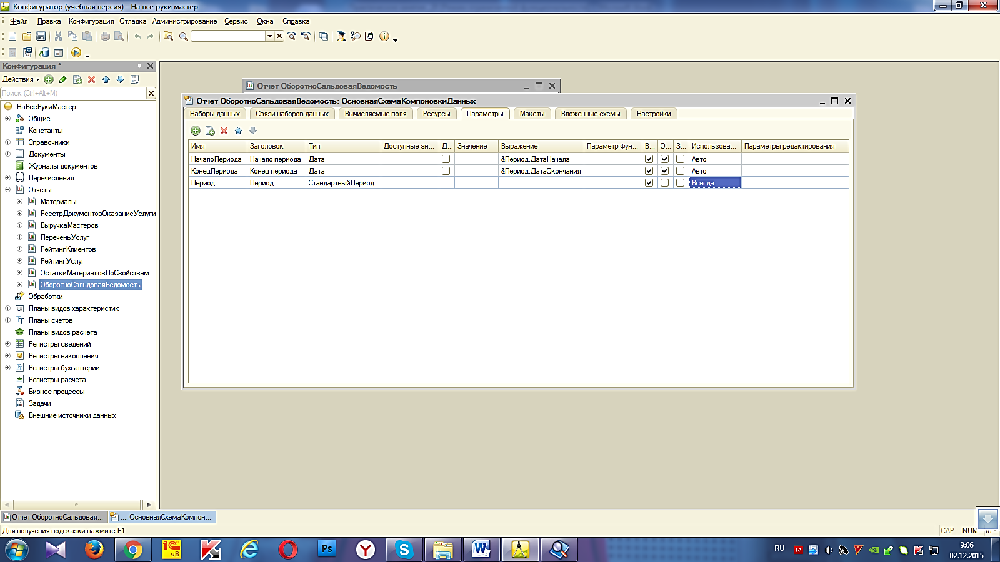 Конфигуратор (учебная версия) - На все руки мастер
Файл Правка Конфигурация Отладка Администрирование Сервис Окна Справка
Конфигурация *
Действия
Поиск (Ctrl+Alt+M)
НаВсеРукиМастер
Общие
Константы
Справочники
Документы
Журналы документов
Перечисления
Отчеты
Материалы
РеестрДокументовОказаниеУслуги
ВыручкаМастеров
ПереченьУслуг
РейтингКлиентов
РейтингУслуг
ОстаткиМатериаловПоСвойствам
ОборотноСальдоваяВедомость
Обработки
Планы видов характеристик
Планы счетов
Планы видов расчета
Регистры сведений
Регистры накопления
Регистры бухгалтерии
Регистры расчета
Бизнес-процессы
Задачи
Внешние источники данных
Отчет ОборотноСальдоваяВедомость
Отчет ОборотноСальдоваяВедомость: ОсновнаяСхемаКомпоновкиДанных
Наборы данных Связи наборов данных Вычисляемые поля Ресурсы Параметры Макеты Вложенные схемы Настройки
Имя Заголовок Тип Доступные зн... Д... Значение Выражение Параметр фун... В... О... З... Использова... Параметры редактирования
НачалоПериода Начало периода Дата &Период.ДатаНачала Авто
КонецПериода Конец периода Дата &Период.ДатаОкончания Авто
Период Период СтандартныйПериод Всегда
Отчет ОборотноСальдовая... ...: ОсновнаяСхемаКомпон...
Для получения подсказки нажмите F1
CAP NUM
1С v8 Ps
RU
9:06
02.12.2015